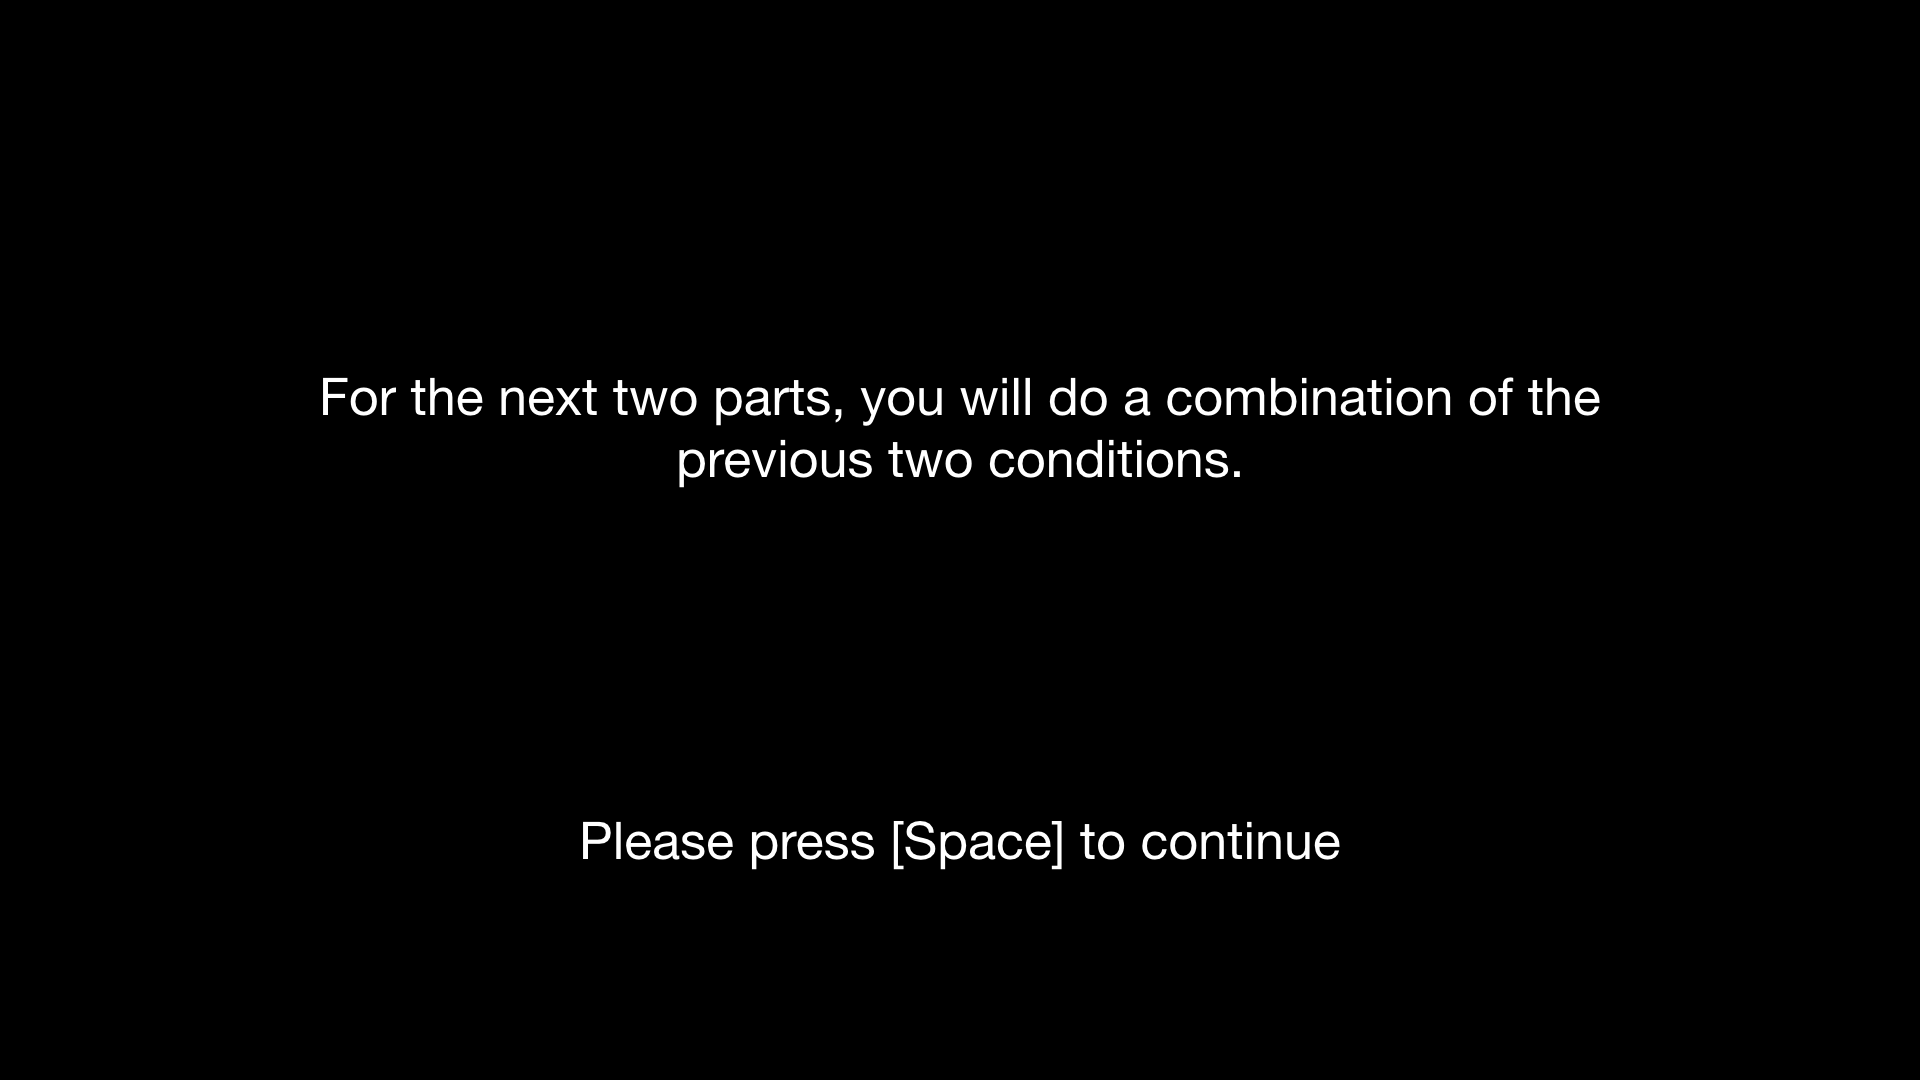 For the next two parts, you will do a combination of the
previous two conditions.
Please press [Space] to continue